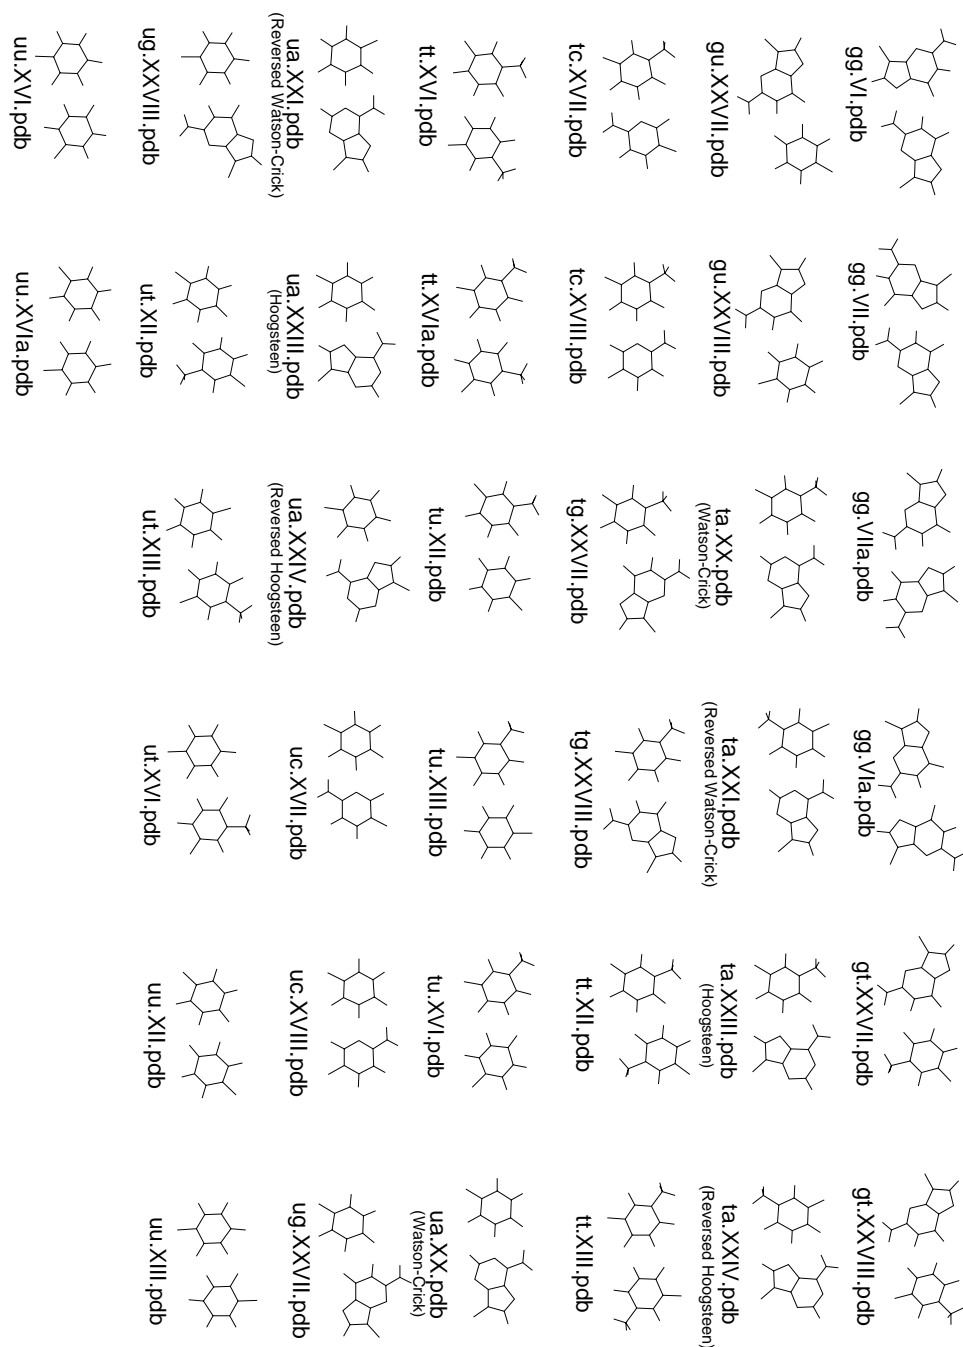 gg.VI.pdb
gg.VII.pdb
gg.VIIa.pdb
gg.VIa.pdb
gt.XXVII.pdb
gt.XXVIII.pdb
gu.XXVII.pdb
gu.XXVIII.pdb
ta.XX.pdb
(Watson-Crick)
ta.XXI.pdb
(Reversed Watson-Crick)
ta.XXIII.pdb
(Hoogsteen)
ta.XXIV.pdb
(Reversed Hoogsteen)
tc.XVII.pdb
tc.XVIII.pdb
tg.XXVII.pdb
tg.XXVIII.pdb
tt.XII.pdb
tt.XIII.pdb
tt.XVI.pdb
tt.XVIa.pdb
tu.XII.pdb
tu.XIII.pdb
tu.XVI.pdb
ua.XX.pdb
(Watson-Crick)
ua.XXI.pdb
(Reversed Watson-Crick)
ua.XXIII.pdb
(Hoogsteen)
ua.XXIV.pdb
(Reversed Hoogsteen)
uc.XVII.pdb
uc.XVIII.pdb
ug.XXVII.pdb
ug.XXVIII.pdb
ut.XII.pdb
ut.XIII.pdb
ut.XVI.pdb
uu.XII.pdb
uu.XIII.pdb
uu.XVI.pdb
uu.XVIa.pdb